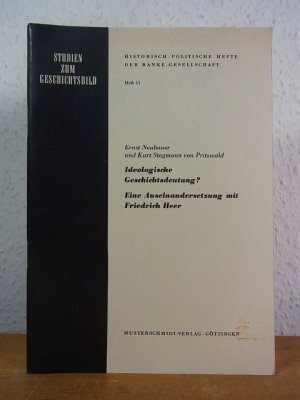 STUDIEN
ZUM
GESCHICHTSBILD
HISTORISCH POLITISCHE HEFTE
DER RANKE-GESELLSCHAFT
Heft 11
Ernst Neubauer
und Kurt Stegmann von Pritzwald
Ideologische
Geschichtsdeutung?
Eine Auseinandersetzung mit
Friedrich Heer
MUSTERSCHMIDT-VERLAG · GÖTTINGEN